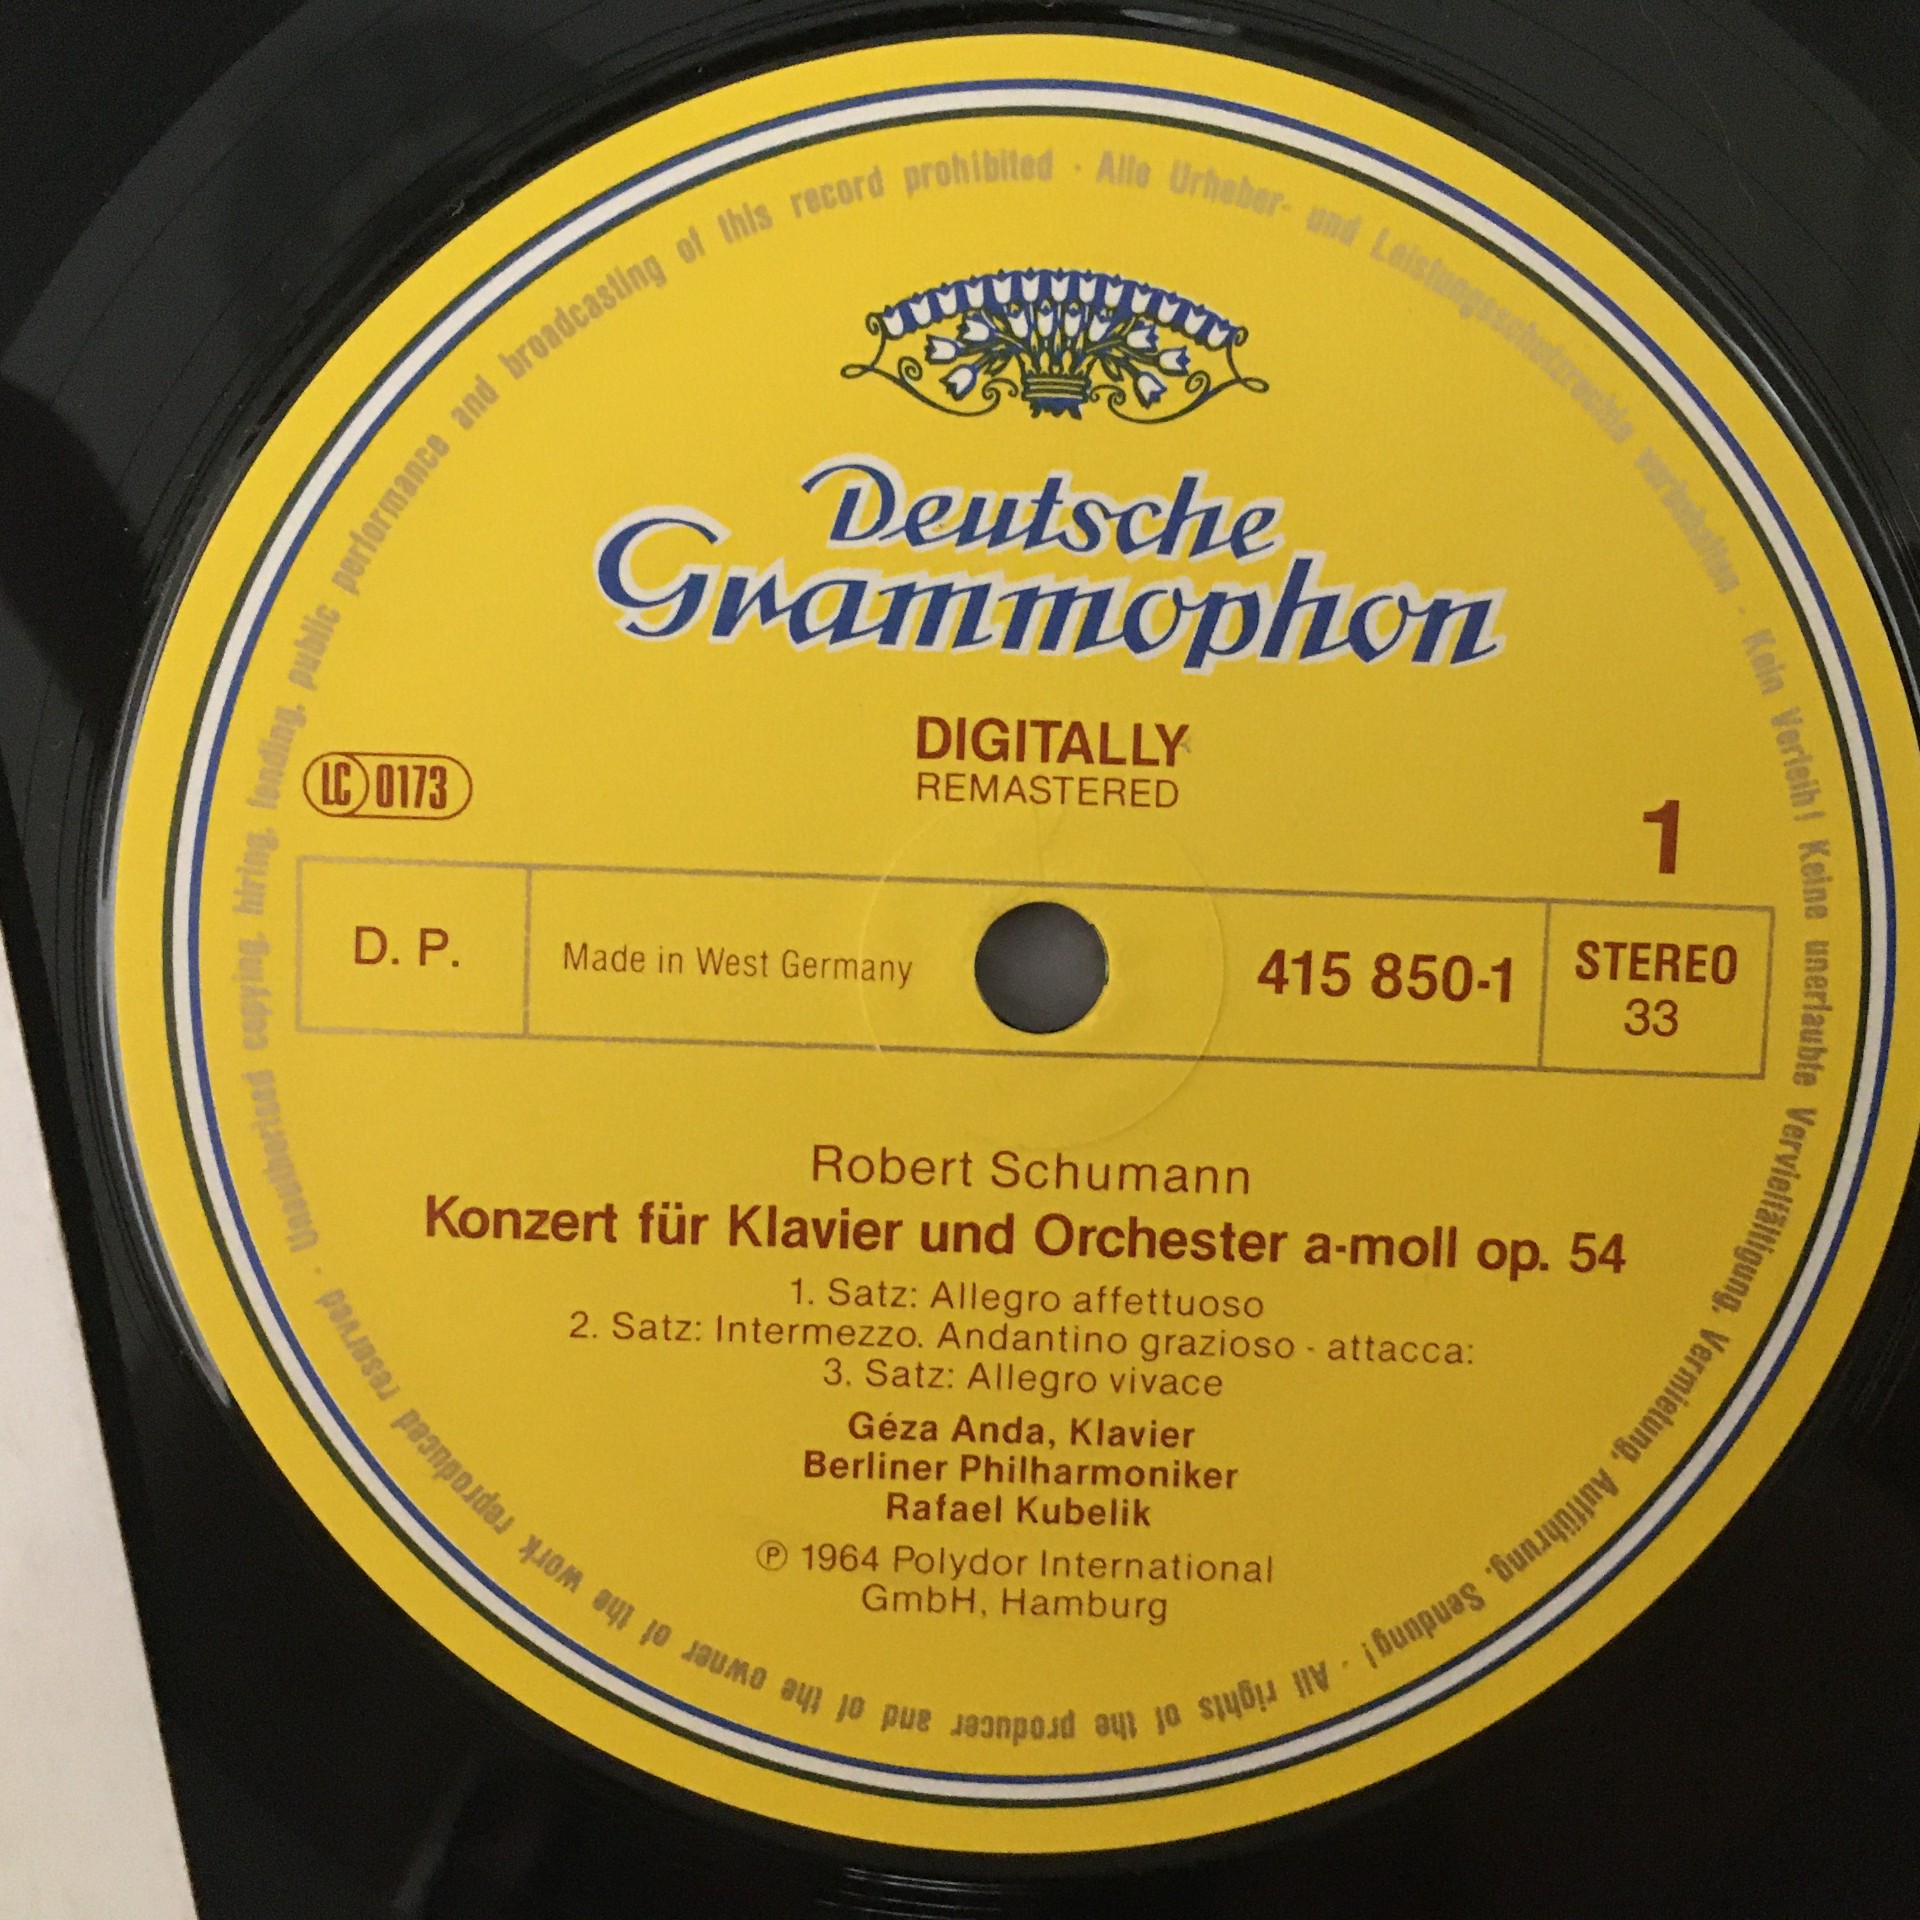 Deutsche
Grammophon
DIGITALLY
REMASTERED
LC 0173
1
D. P.
Made in West Germany
415 850-1
STEREO
33
Robert Schumann
Konzert für Klavier und Orchester a-moll op. 54
1. Satz: Allegro affettuoso
2. Satz: Intermezzo. Andantino grazioso - attacca:
3. Satz: Allegro vivace
Géza Anda, Klavier
Berliner Philharmoniker
Rafael Kubelik
℗ 1964 Polydor International
GmbH, Hamburg
Alle Urheber- und Leistungsschutzrechte vorbehalten · Kein Verleih! Keine unerlaubte Vervielfältigung, Vermietung, Aufführung, Sendung! · All rights of the producer and of the owner of the work reproduced reserved · Unauthorised copying, hiring, lending, public performance and broadcasting of this record prohibited ·